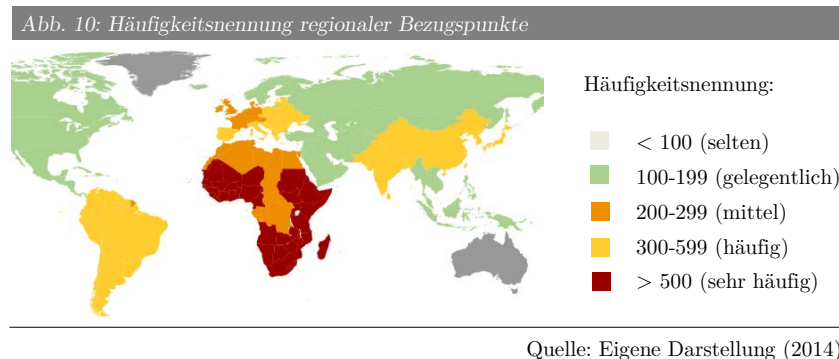 Abb. 10: Häufigkeitsnennung regionaler Bezugspunkte
Häufigkeitsnennung:
< 100 (selten)
100-199 (gelegentlich)
200-299 (mittel)
300-599 (häufig)
> 500 (sehr häufig)
Quelle: Eigene Darstellung (2014)